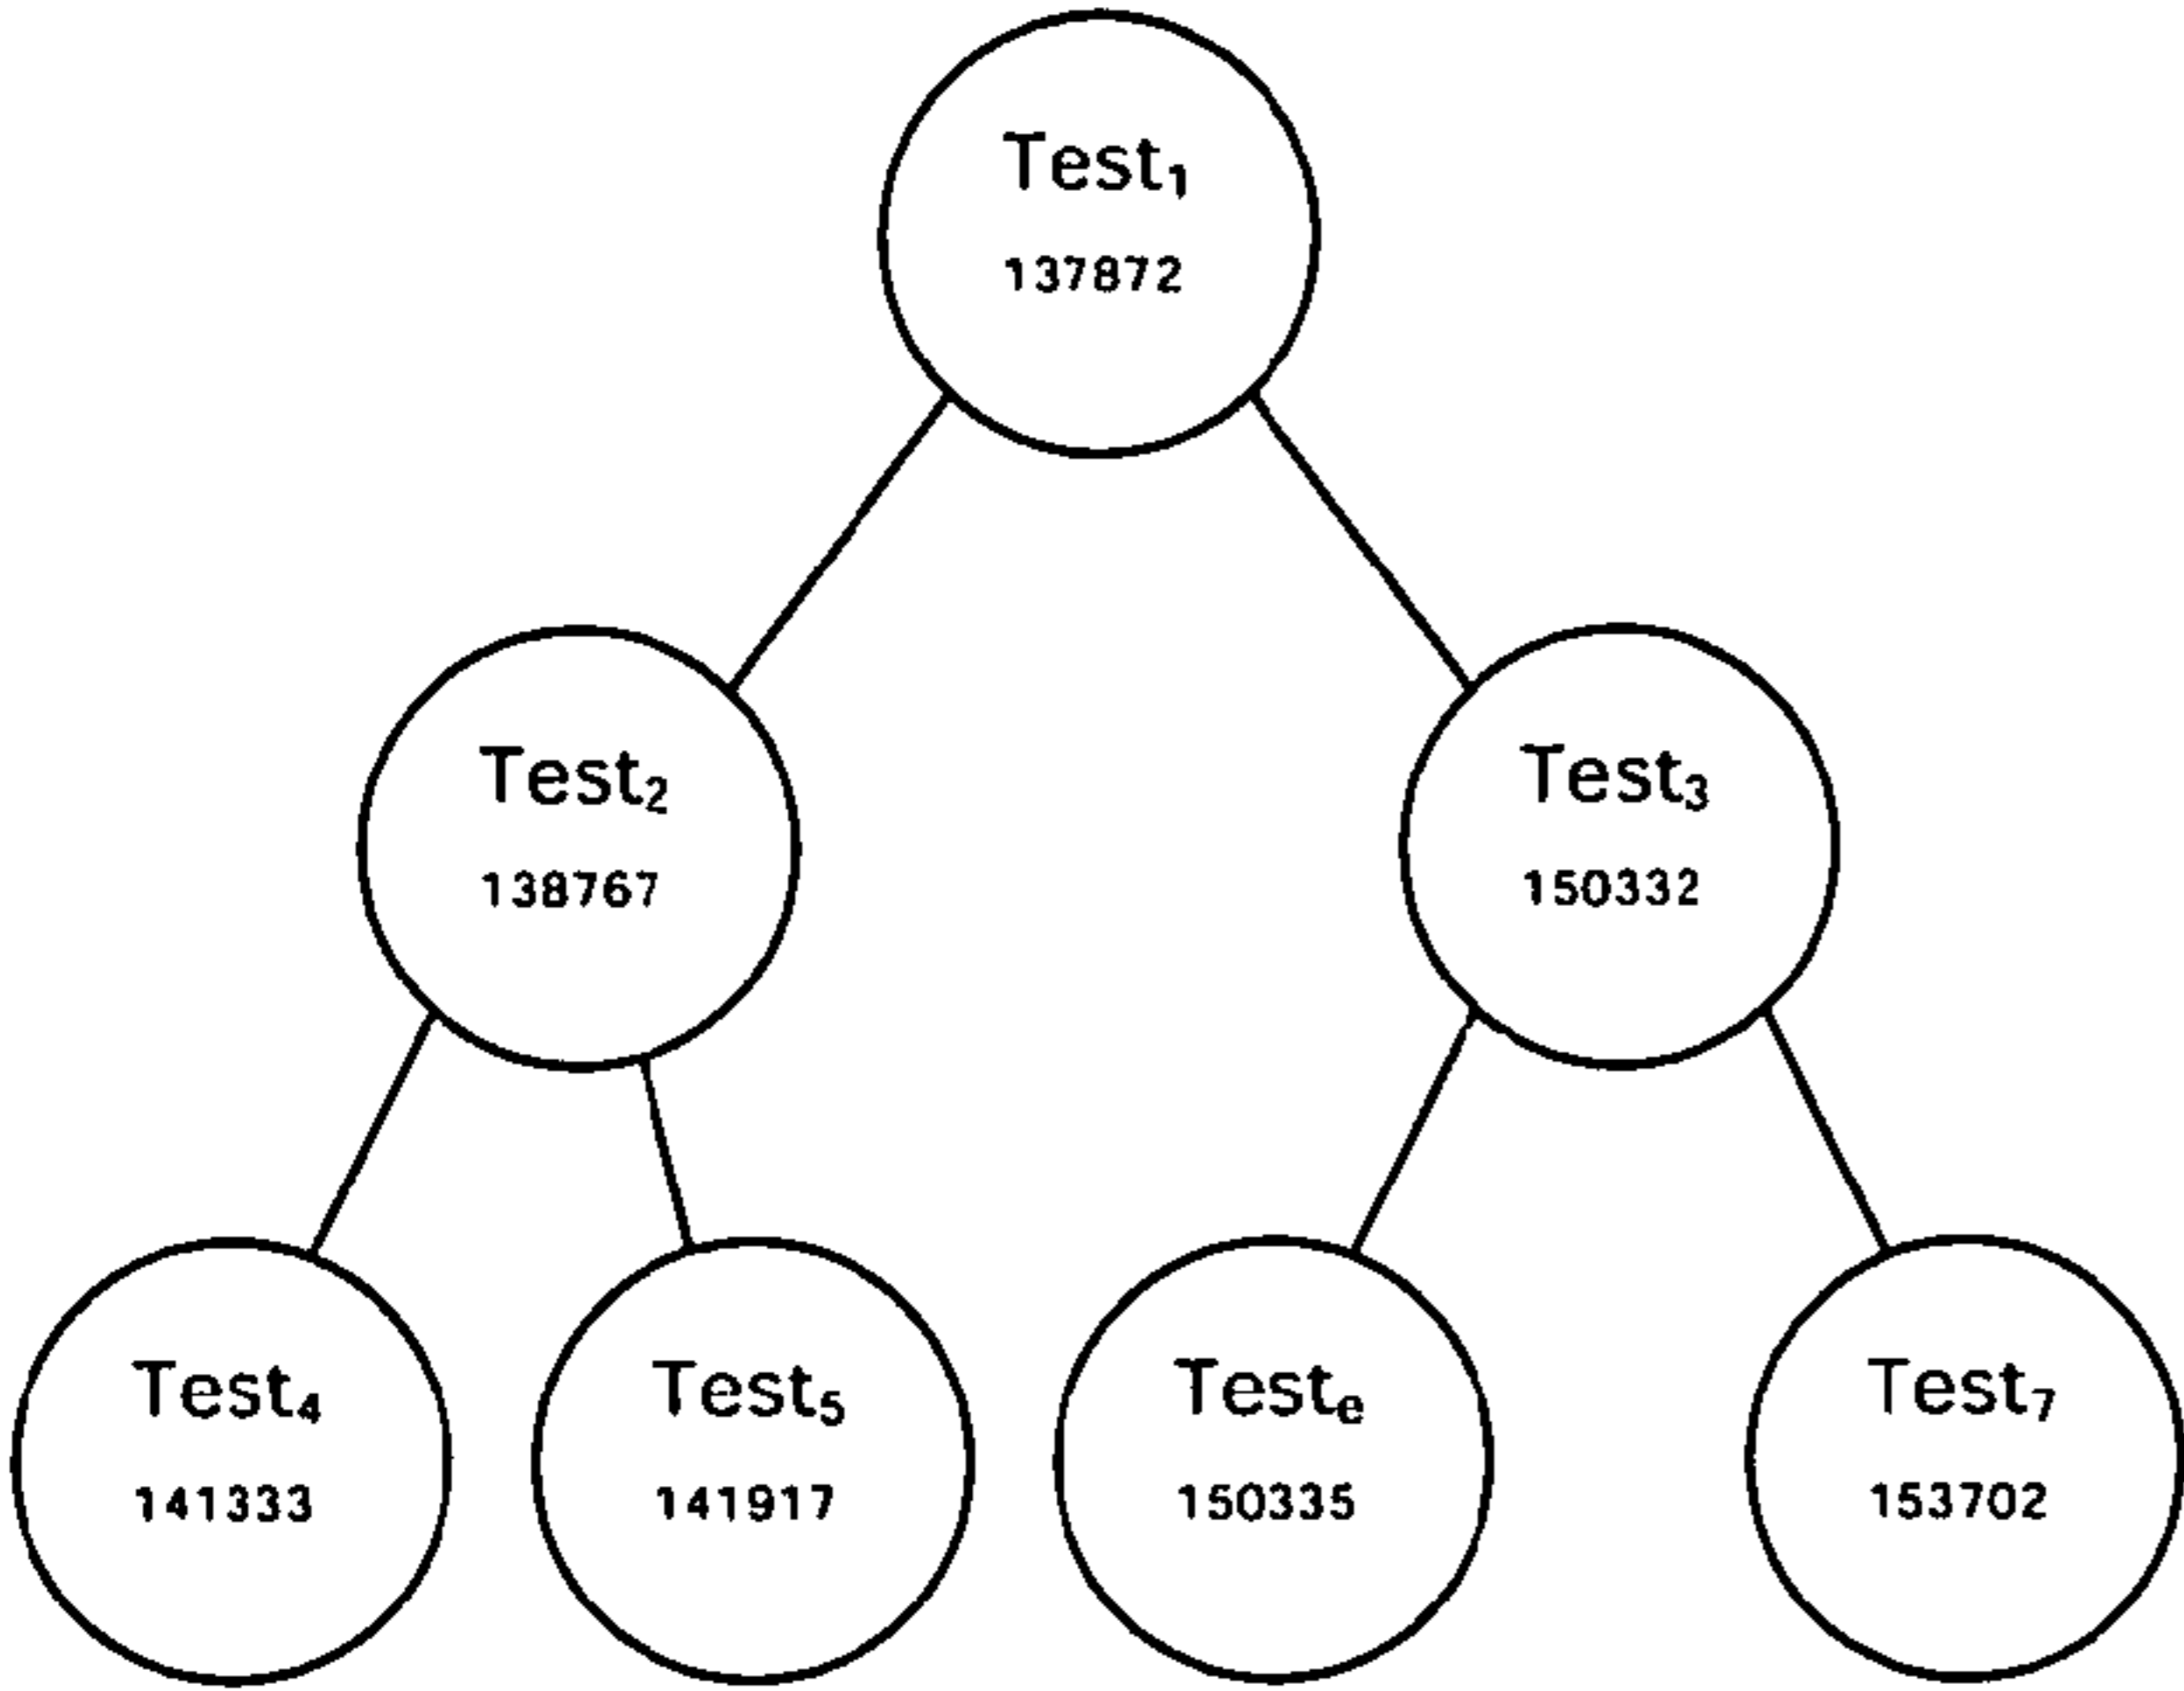 Test₁
137872
Test₂
138767
Test₃
150332
Test₄
141333
Test₅
141917
Testₑ
150335
Test₇
153702